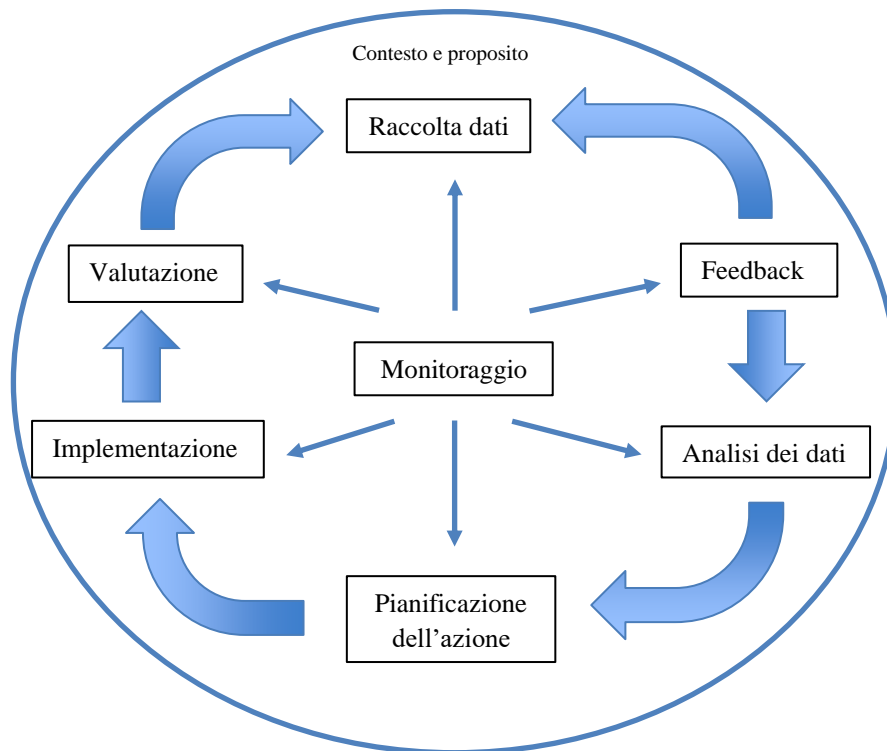 Contesto e proposito
Raccolta dati
Valutazione
Feedback
Monitoraggio
Implementazione
Analisi dei dati
Pianificazione
dell’azione